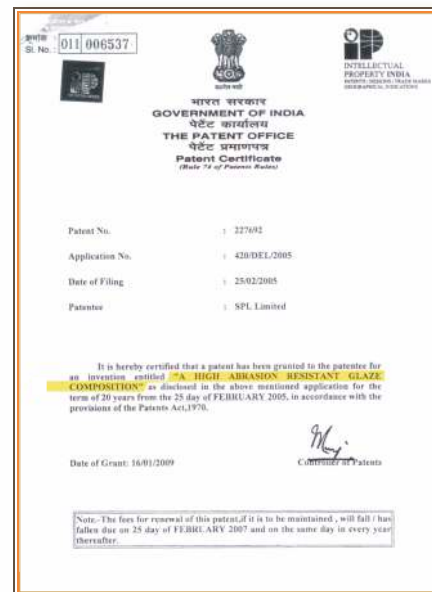 क्रमांक
Sl. No. : 011 006537
INTELLECTUAL
PROPERTY INDIA
PATENTS | DESIGNS | TRADE MARKS
GEOGRAPHICAL INDICATIONS
भारत सरकार
GOVERNMENT OF INDIA
पेटेंट कार्यालय
THE PATENT OFFICE
पेटेंट प्रमाणपत्र
Patent Certificate
(Rule 74 of Patents Rules)
Patent No. : 227692
Application No. : 420/DEL/2005
Date of Filing : 25/02/2005
Patentee : SPL Limited
It is hereby certified that a patent has been granted to the patentee for
an invention entitled "A HIGH ABRASION RESISTANT GLAZE
COMPOSITION" as disclosed in the above mentioned application for the
term of 20 years from the 25 day of FEBRUARY 2005, in accordance with the
provisions of the Patents Act,1970.
Date of Grant: 16/01/2009
Controller of Patents
Note.-The fees for renewal of this patent,if it is to be maintained , will fall / has
fallen due on 25 day of FEBRUARY 2007 and on the same day in every year
thereafter.